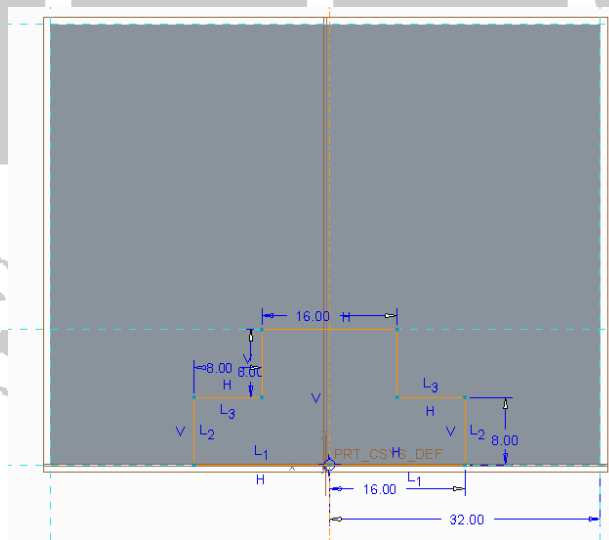 16.00 H
8.00 V 8.00
H L3
L3 H
V L2 V V L2 8.00
L1 PRT_CSYS_DEF H
H L1
16.00
32.00